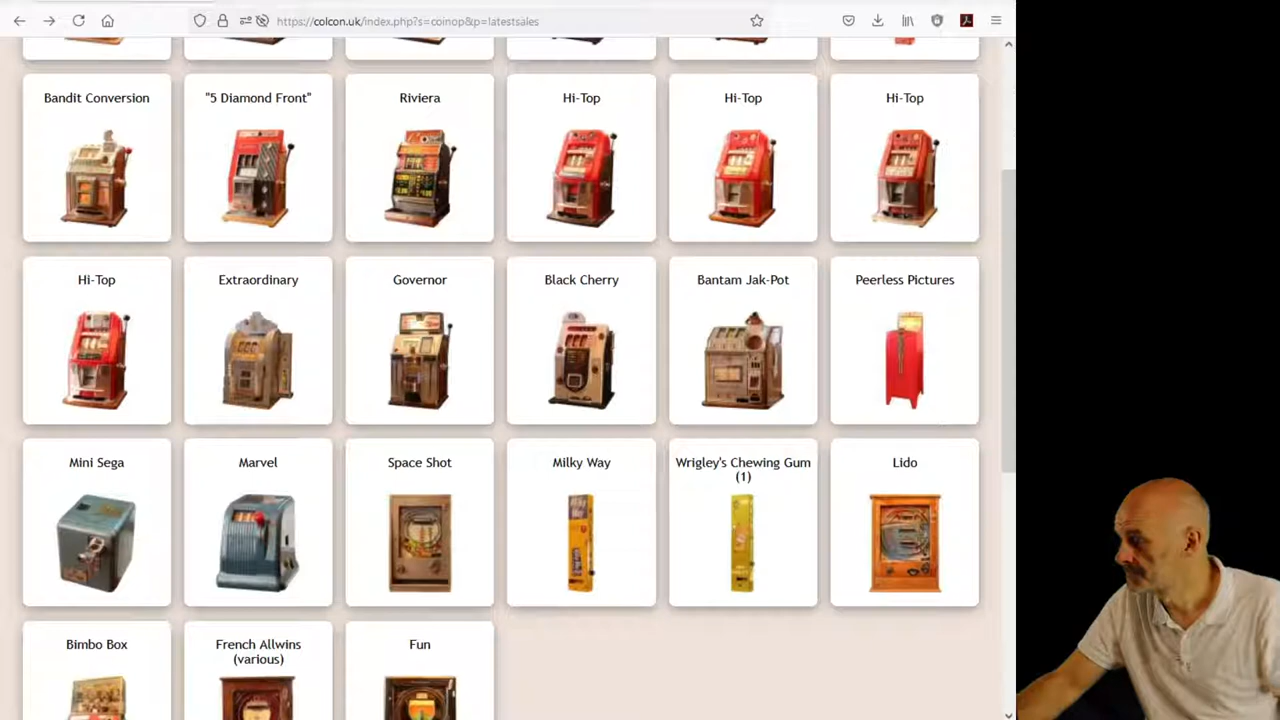 https://colcon.uk/index.php?s=coinop&p=latestsales
Bandit Conversion
"5 Diamond Front"
Riviera
Hi-Top
Hi-Top
Hi-Top
Hi-Top
Extraordinary
Governor
Black Cherry
Bantam Jak-Pot
Peerless Pictures
Mini Sega
Marvel
Space Shot
Milky Way
Wrigley's Chewing Gum
(1)
Lido
Bimbo Box
French Allwins
(various)
Fun